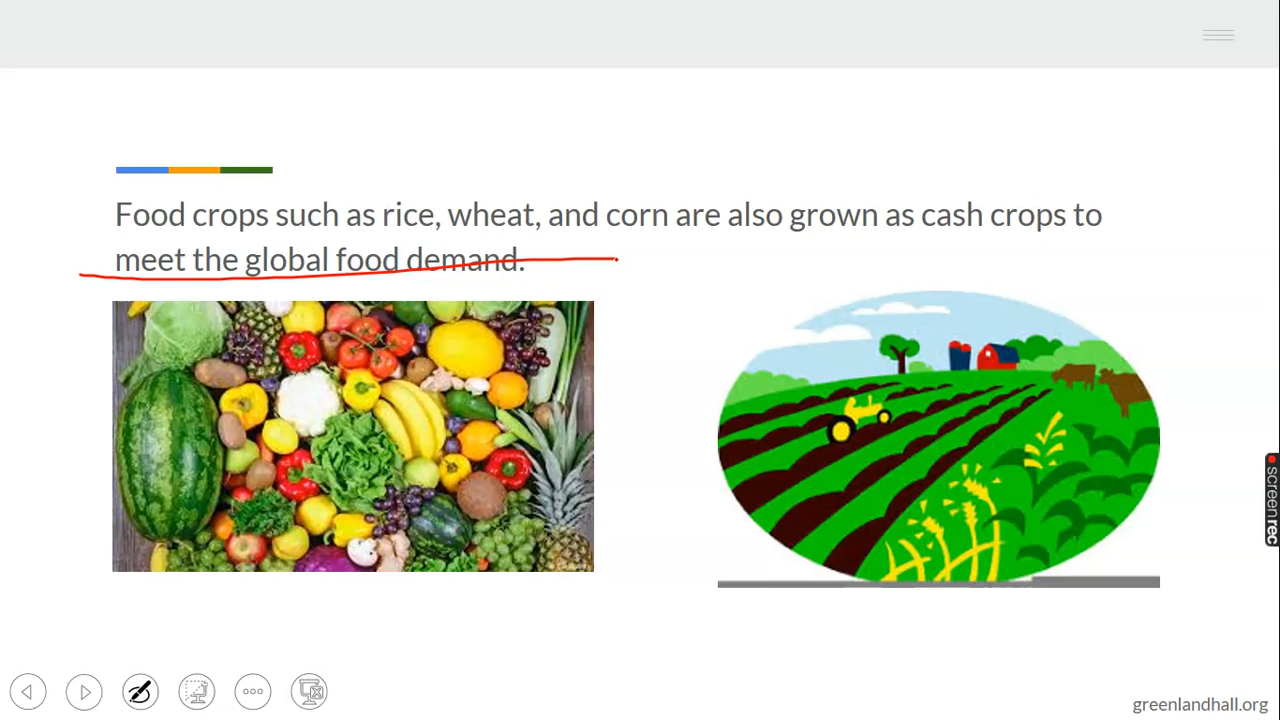 Food crops such as rice, wheat, and corn are also grown as cash crops to
meet the global food demand.
screenrec
greenlandhall.org